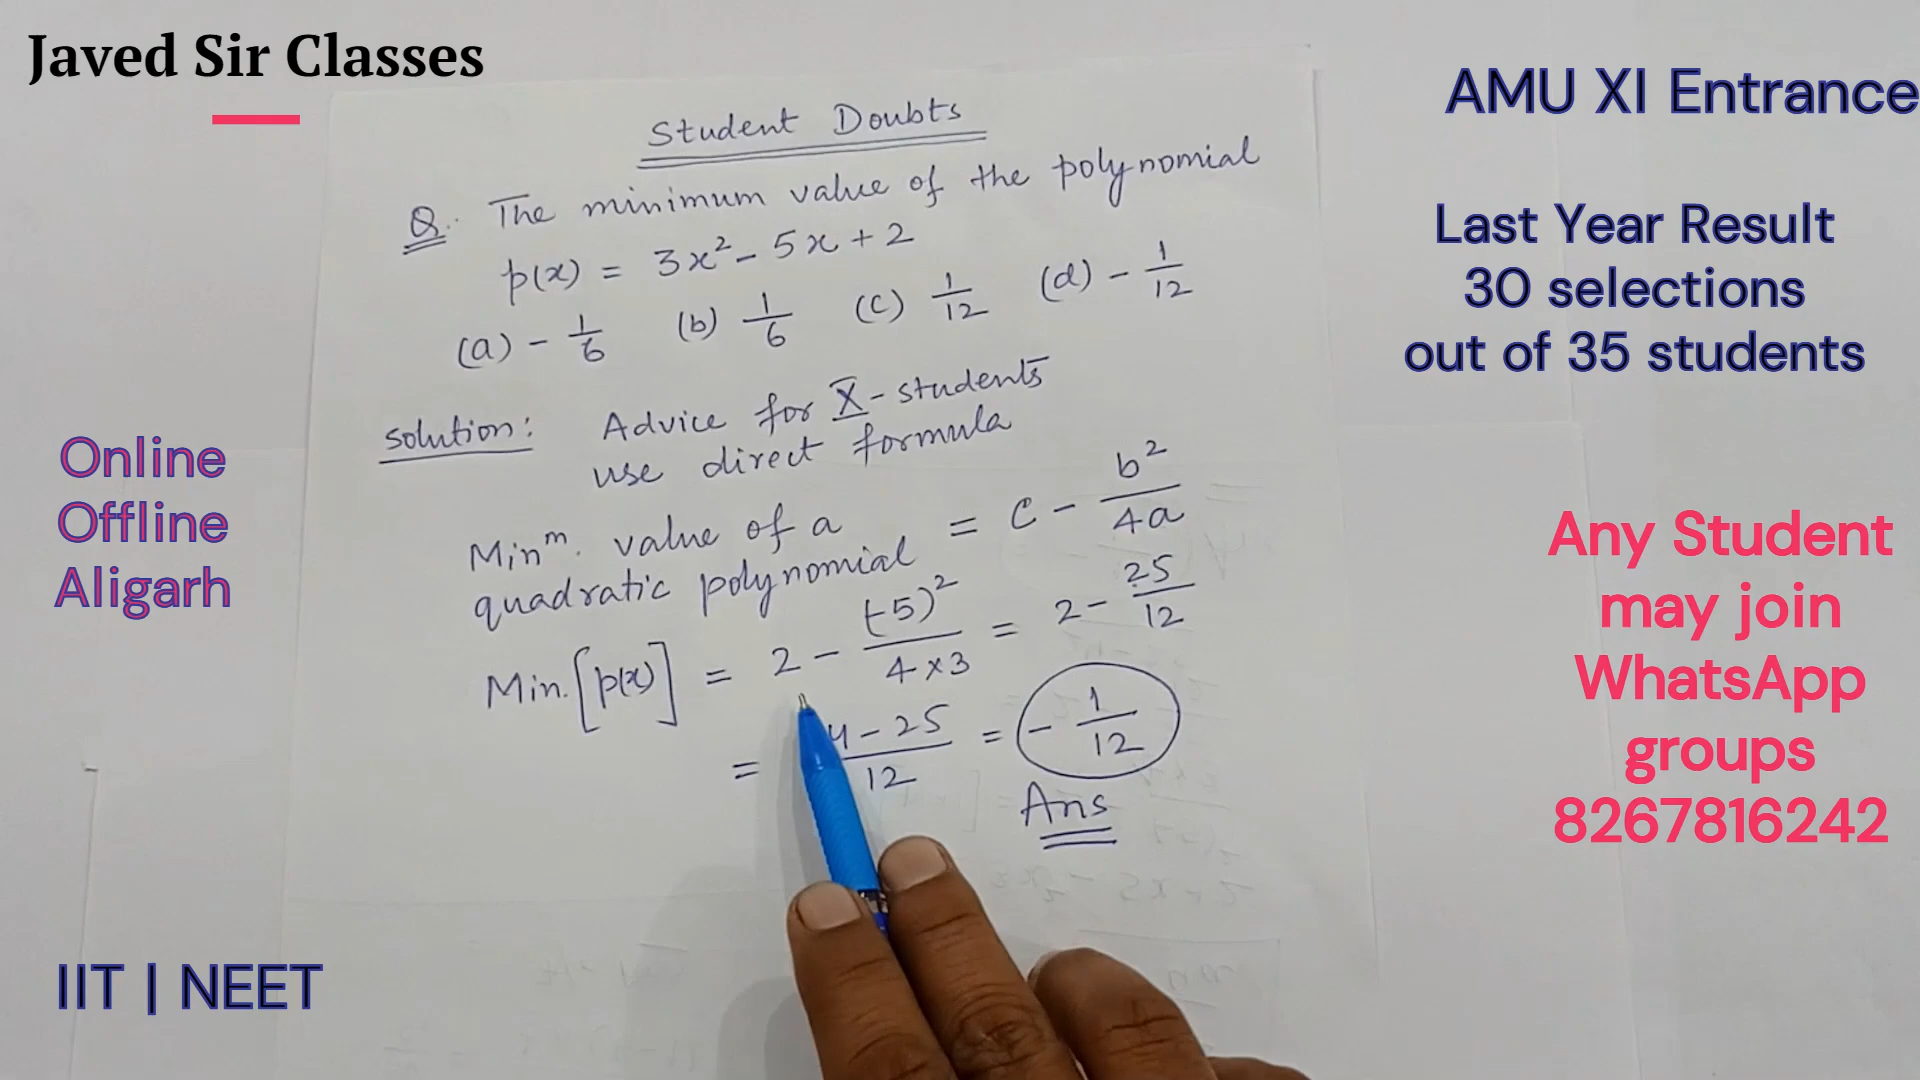 Javed Sir Classes
AMU XI Entrance
Last Year Result
30 selections
out of 35 students
Online
Offline
Aligarh
Any Student
may join
WhatsApp
groups
8267816242
IIT | NEET
Student Doubts
Q. The minimum value of the polynomial
p(x) = 3x² - 5x + 2
(a) - 1/6 (b) 1/6 (c) 1/12 (d) - 1/12
Solution: Advice for X - students
use direct formula
Minᵐ. value of a
quadratic polynomial = c - b²/4a
Min. [p(x)] = 2 - (-5)²/4×3 = 2 - 25/12
= 4 - 25/12 = - 1/12
Ans